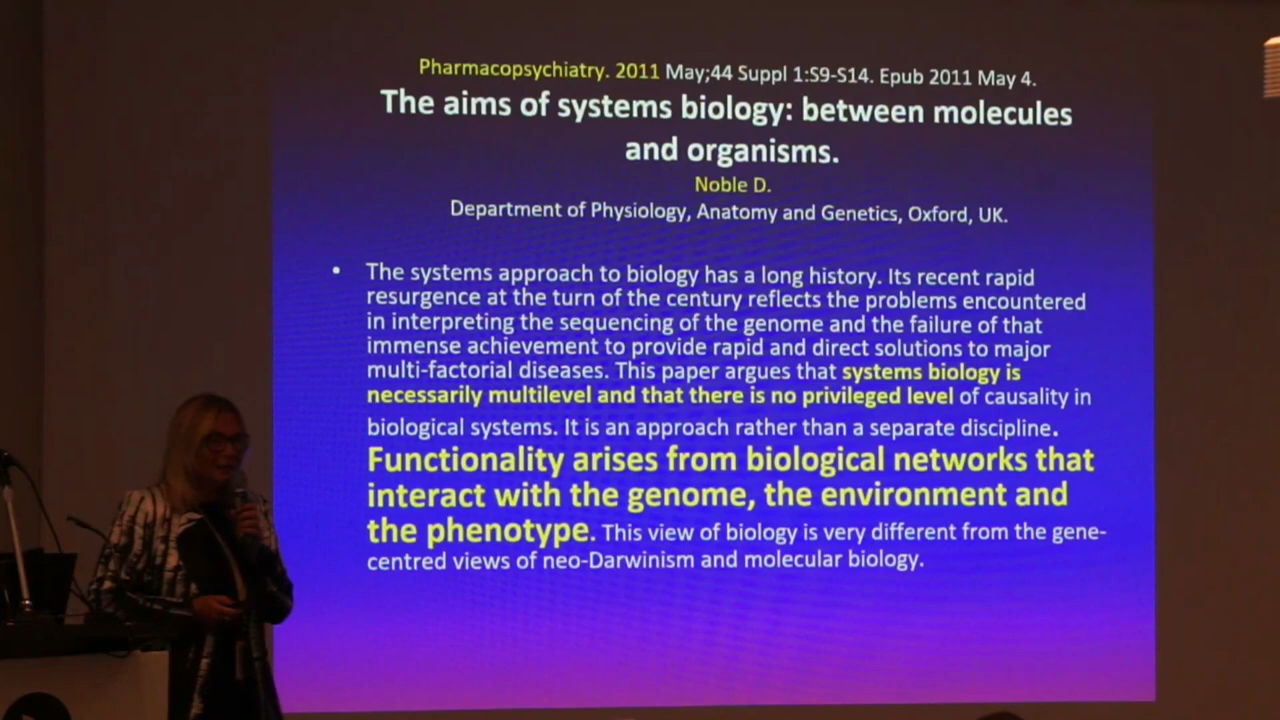 Pharmacopsychiatry. 2011 May;44 Suppl 1:S9-S14. Epub 2011 May 4.
The aims of systems biology: between molecules
and organisms.
Noble D.
Department of Physiology, Anatomy and Genetics, Oxford, UK.
• The systems approach to biology has a long history. Its recent rapid
resurgence at the turn of the century reflects the problems encountered
in interpreting the sequencing of the genome and the failure of that
immense achievement to provide rapid and direct solutions to major
multi-factorial diseases. This paper argues that systems biology is
necessarily multilevel and that there is no privileged level of causality in
biological systems. It is an approach rather than a separate discipline.
Functionality arises from biological networks that
interact with the genome, the environment and
the phenotype. This view of biology is very different from the gene-
centred views of neo-Darwinism and molecular biology.